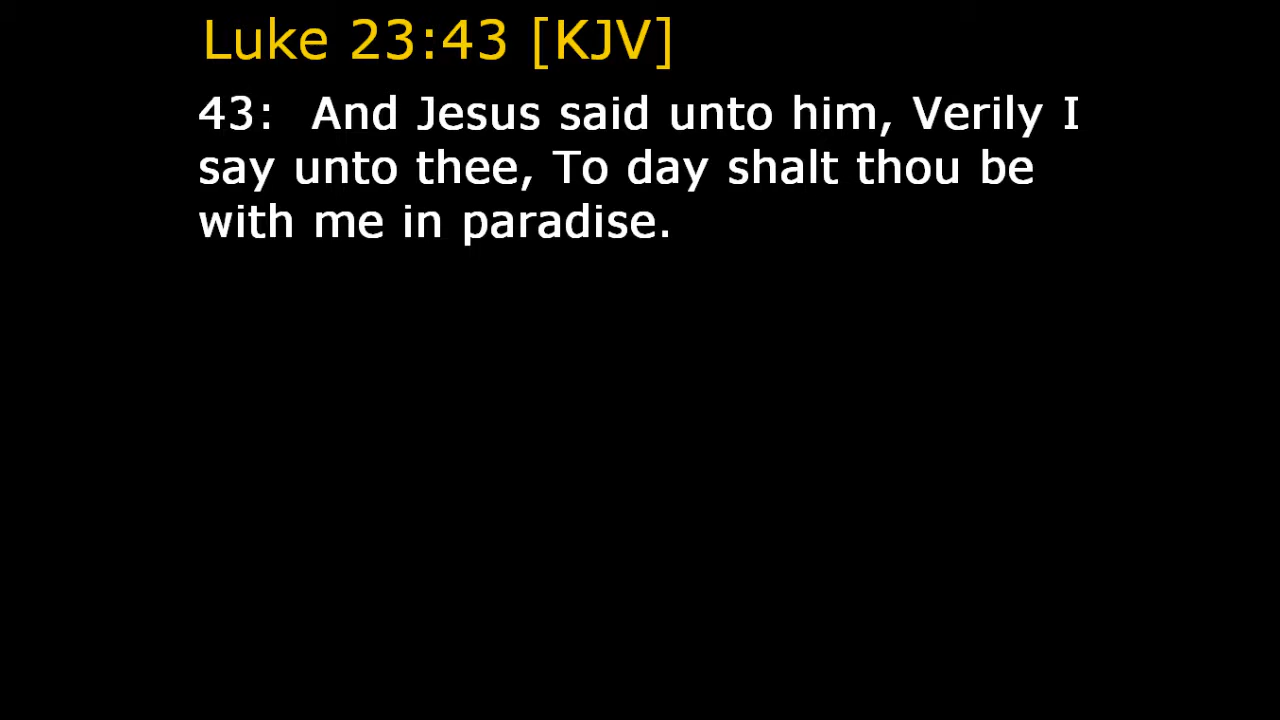 Luke 23:43 [KJV]
43:  And Jesus said unto him, Verily I
say unto thee, To day shalt thou be
with me in paradise.